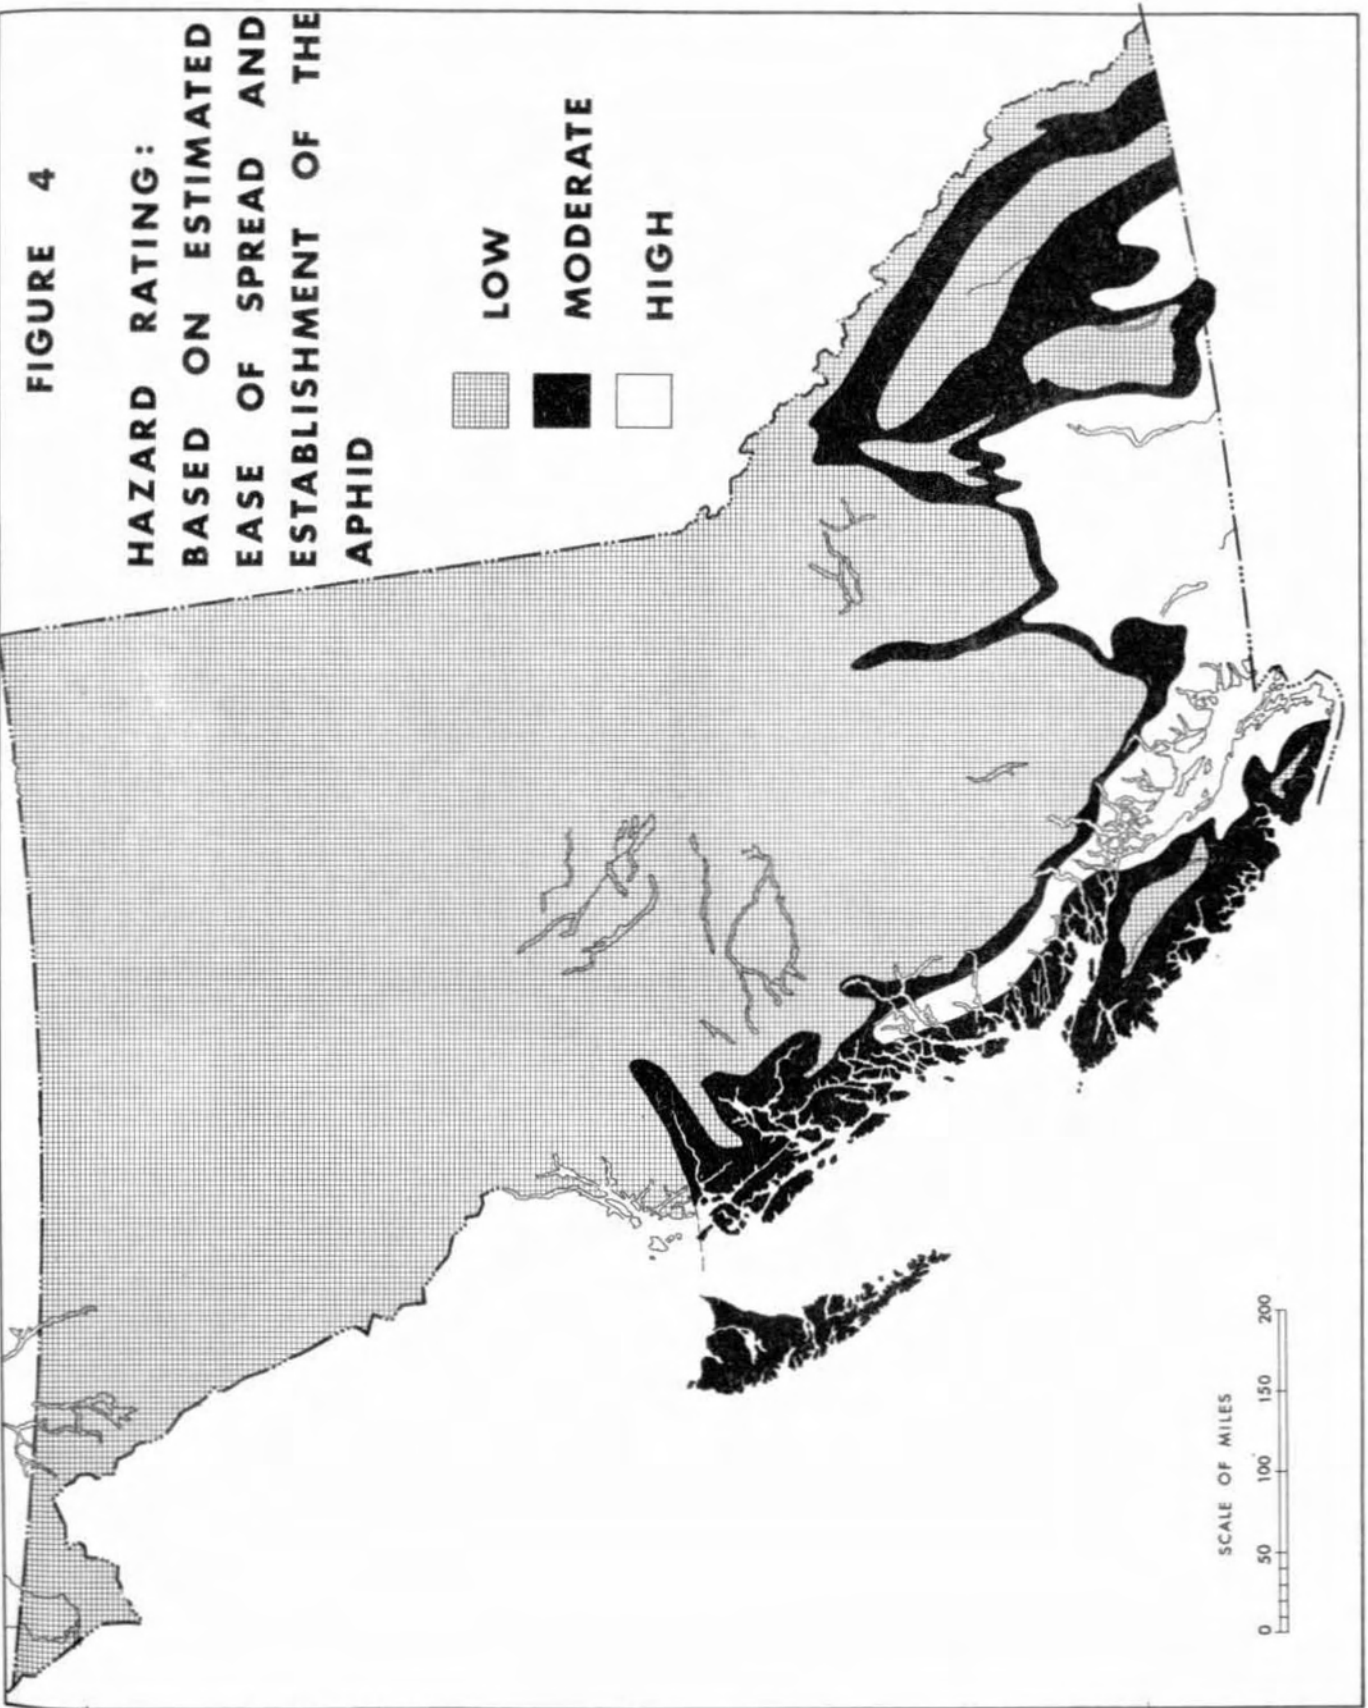 FIGURE 4
HAZARD RATING:
BASED ON ESTIMATED
EASE OF SPREAD AND
ESTABLISHMENT OF THE
APHID
LOW
MODERATE
HIGH
SCALE OF MILES
0 50 100 150 200